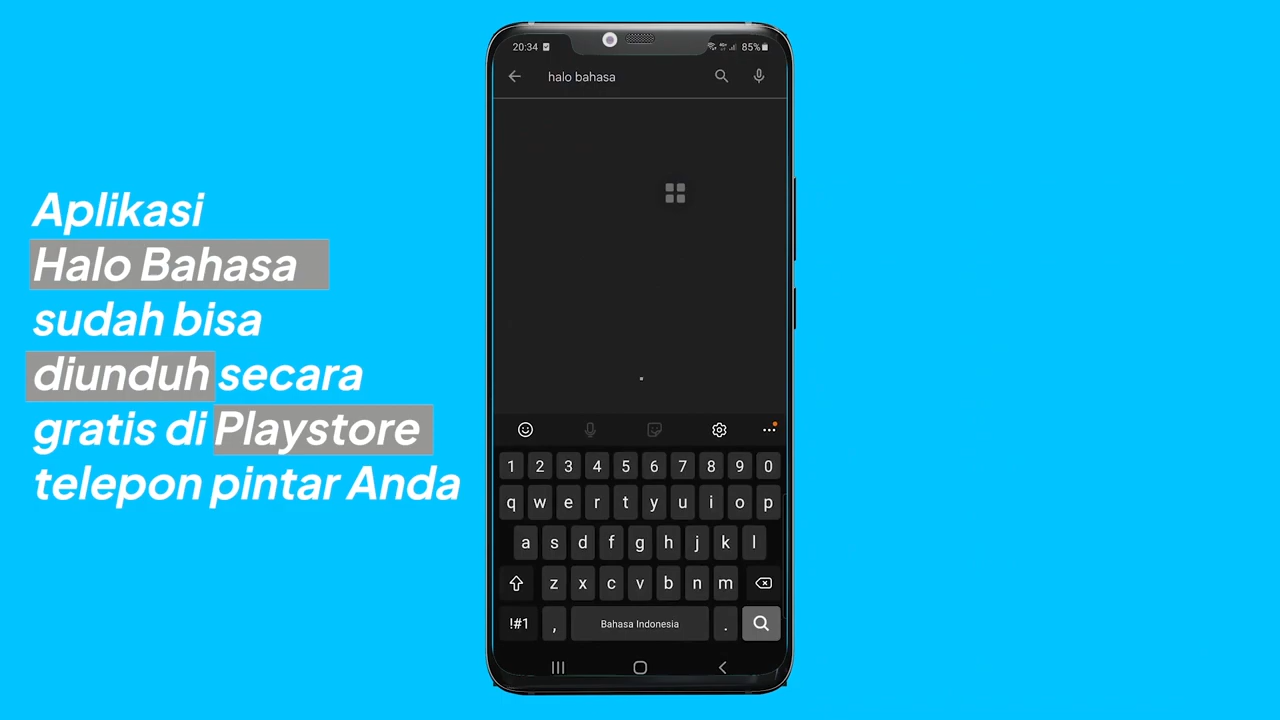 Aplikasi
Halo Bahasa
sudah bisa
diunduh secara
gratis di Playstore
telepon pintar Anda
20:34 85%
halo bahasa
1 2 3 4 5 6 7 8 9 0
q w e r t y u i o p
a s d f g h j k l
z x c v b n m
!#1 , Bahasa Indonesia .